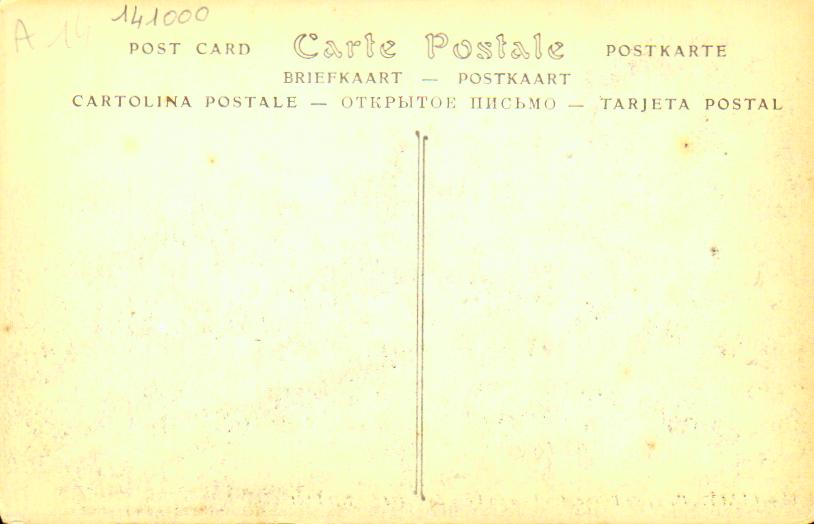 141000
A 14
POST CARD Carte Postale POSTKARTE
BRIEFKAART — POSTKAART
CARTOLINA POSTALE — ОТКРЫТОЕ ПИСЬМО — TARJETA POSTAL